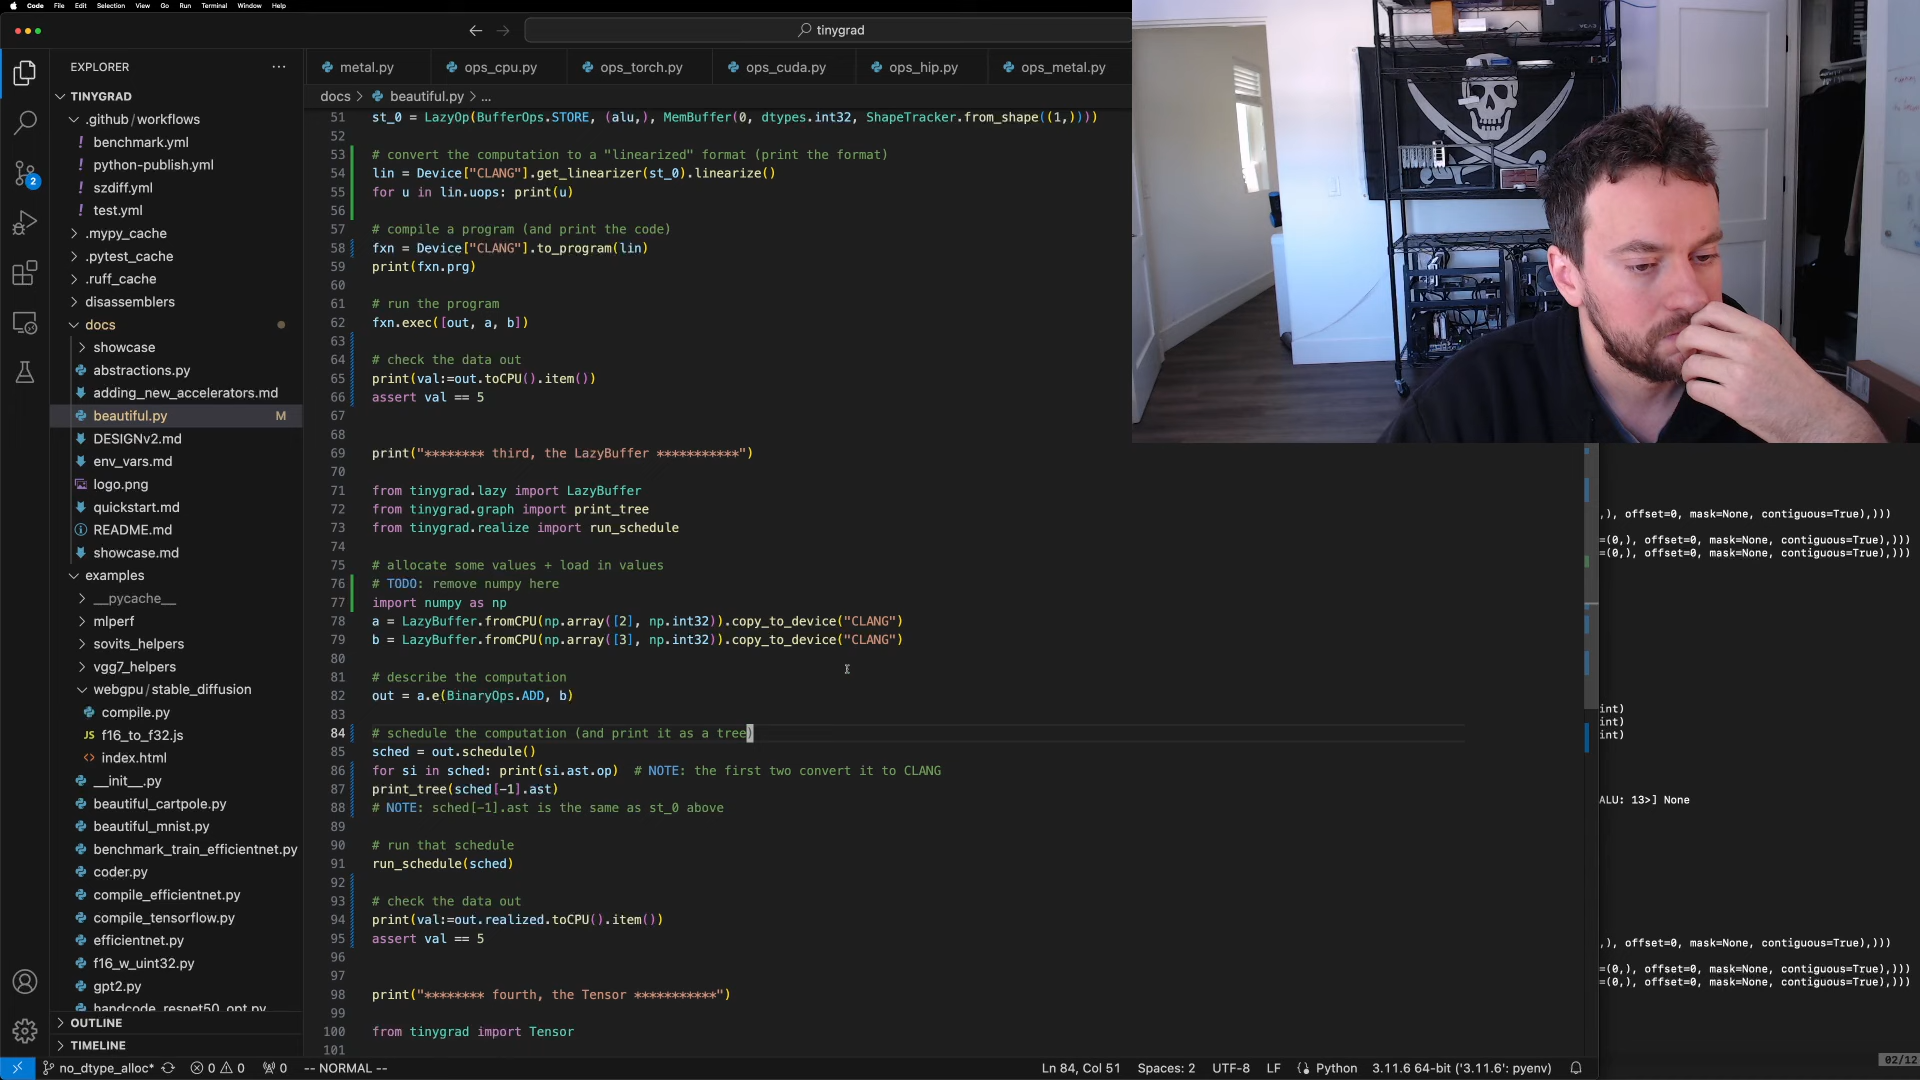 Code File Edit Selection View Go Run Terminal Window Help
tinygrad
EXPLORER
metal.py ops_cpu.py ops_torch.py ops_cuda.py ops_hip.py ops_metal.py
TINYGRAD
docs > beautiful.py > ...
.github/workflows
benchmark.yml
python-publish.yml
szdiff.yml
test.yml
.mypy_cache
.pytest_cache
.ruff_cache
disassemblers
docs
showcase
abstractions.py
adding_new_accelerators.md
beautiful.py M
DESIGNv2.md
env_vars.md
logo.png
quickstart.md
README.md
showcase.md
examples
__pycache__
mlperf
sovits_helpers
vgg7_helpers
webgpu/stable_diffusion
compile.py
f16_to_f32.js
index.html
__init__.py
beautiful_cartpole.py
beautiful_mnist.py
benchmark_train_efficientnet.py
coder.py
compile_efficientnet.py
compile_tensorflow.py
efficientnet.py
f16_w_uint32.py
gpt2.py
handcode_resnet50_opt.py
OUTLINE
TIMELINE
2
51 st_0 = LazyOp(BufferOps.STORE, (alu,), MemBuffer(0, dtypes.int32, ShapeTracker.from_shape((1,))))
52
53 # convert the computation to a "linearized" format (print the format)
54 lin = Device["CLANG"].get_linearizer(st_0).linearize()
55 for u in lin.uops: print(u)
56
57 # compile a program (and print the code)
58 fxn = Device["CLANG"].to_program(lin)
59 print(fxn.prg)
60
61 # run the program
62 fxn.exec([out, a, b])
63
64 # check the data out
65 print(val:=out.toCPU().item())
66 assert val == 5
67
68
69 print("******** third, the LazyBuffer ***********")
70
71 from tinygrad.lazy import LazyBuffer
72 from tinygrad.graph import print_tree
73 from tinygrad.realize import run_schedule
74
75 # allocate some values + load in values
76 # TODO: remove numpy here
77 import numpy as np
78 a = LazyBuffer.fromCPU(np.array([2], np.int32)).copy_to_device("CLANG")
79 b = LazyBuffer.fromCPU(np.array([3], np.int32)).copy_to_device("CLANG")
80
81 # describe the computation
82 out = a.e(BinaryOps.ADD, b)
83
84 # schedule the computation (and print it as a tree)
85 sched = out.schedule()
86 for si in sched: print(si.ast.op)  # NOTE: the first two convert it to CLANG
87 print_tree(sched[-1].ast)
88 # NOTE: sched[-1].ast is the same as st_0 above
89
90 # run that schedule
91 run_schedule(sched)
92
93 # check the data out
94 print(val:=out.realized.toCPU().item())
95 assert val == 5
96
97
98 print("******** fourth, the Tensor ***********")
99
100 from tinygrad import Tensor
101
,), offset=0, mask=None, contiguous=True),)))
=(0,), offset=0, mask=None, contiguous=True),)))
=(0,), offset=0, mask=None, contiguous=True),)))
int)
int)
int)
ALU: 13>] None
,), offset=0, mask=None, contiguous=True),)))
=(0,), offset=0, mask=None, contiguous=True),)))
=(0,), offset=0, mask=None, contiguous=True),)))
02/12
no_dtype_alloc* 0 0 0 -- NORMAL -- Ln 84, Col 51 Spaces: 2 UTF-8 LF Python 3.11.6 64-bit ('3.11.6': pyenv)